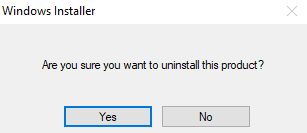 Windows Installer
Are you sure you want to uninstall this product?
Yes
No